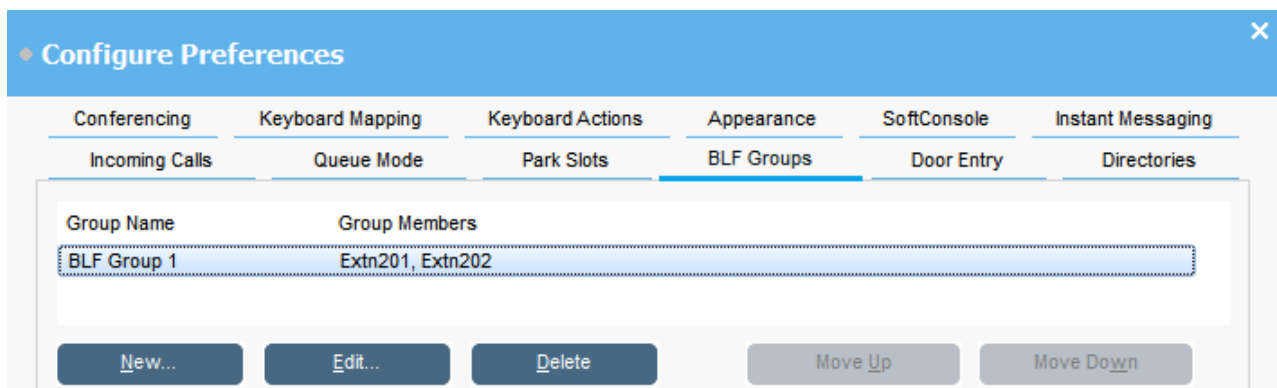 Configure Preferences
Conferencing Keyboard Mapping Keyboard Actions Appearance SoftConsole Instant Messaging
Incoming Calls Queue Mode Park Slots BLF Groups Door Entry Directories
Group Name Group Members
BLF Group 1 Extn201, Extn202
New... Edit... Delete Move Up Move Down